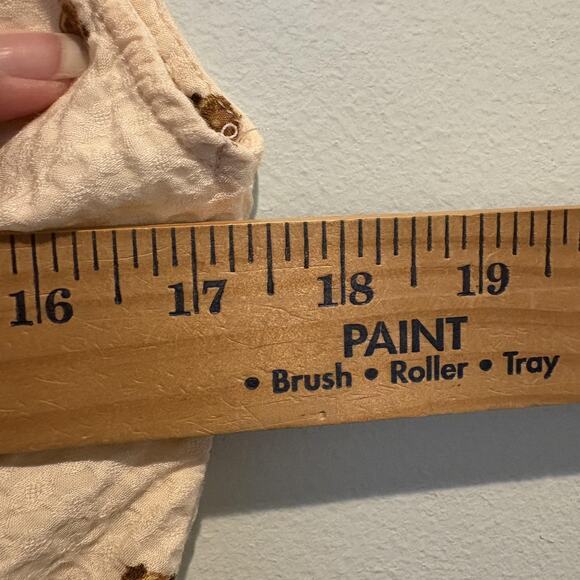 16 17 18 19
PAINT
• Brush • Roller • Tray